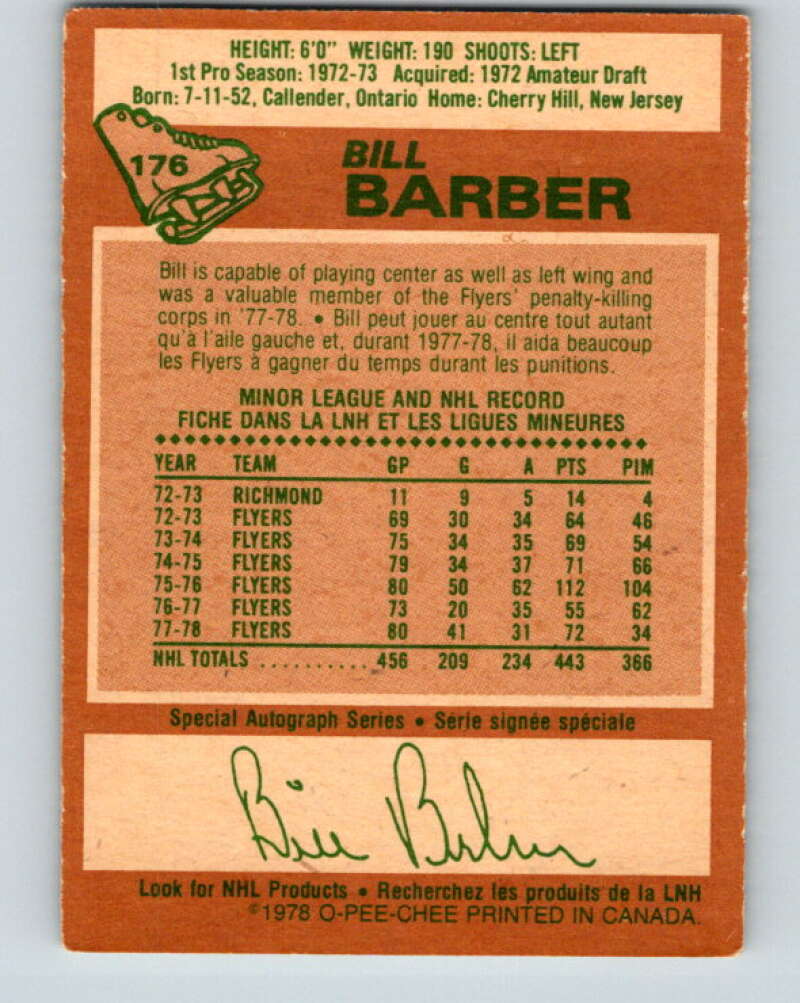 HEIGHT: 6'0" WEIGHT: 190 SHOOTS: LEFT
1st Pro Season: 1972-73 Acquired: 1972 Amateur Draft
Born: 7-11-52, Callender, Ontario Home: Cherry Hill, New Jersey
176
BILL
BARBER
Bill is capable of playing center as well as left wing and
was a valuable member of the Flyers' penalty-killing
corps in '77-78. • Bill peut jouer au centre tout autant
qu'à l'aile gauche et, durant 1977-78, il aida beaucoup
les Flyers à gagner du temps durant les punitions.
MINOR LEAGUE AND NHL RECORD
FICHE DANS LA LNH ET LES LIGUES MINEURES
YEAR TEAM GP G A PTS PIM
72-73 RICHMOND 11 9 5 14 4
72-73 FLYERS 69 30 34 64 46
73-74 FLYERS 75 34 35 69 54
74-75 FLYERS 79 34 37 71 66
75-76 FLYERS 80 50 62 112 104
76-77 FLYERS 73 20 35 55 62
77-78 FLYERS 80 41 31 72 34
NHL TOTALS .......... 456 209 234 443 366
Special Autograph Series • Série signée spéciale
Bill Barber
Look for NHL Products • Recherchez les produits de la LNH
©1978 O-PEE-CHEE PRINTED IN CANADA.